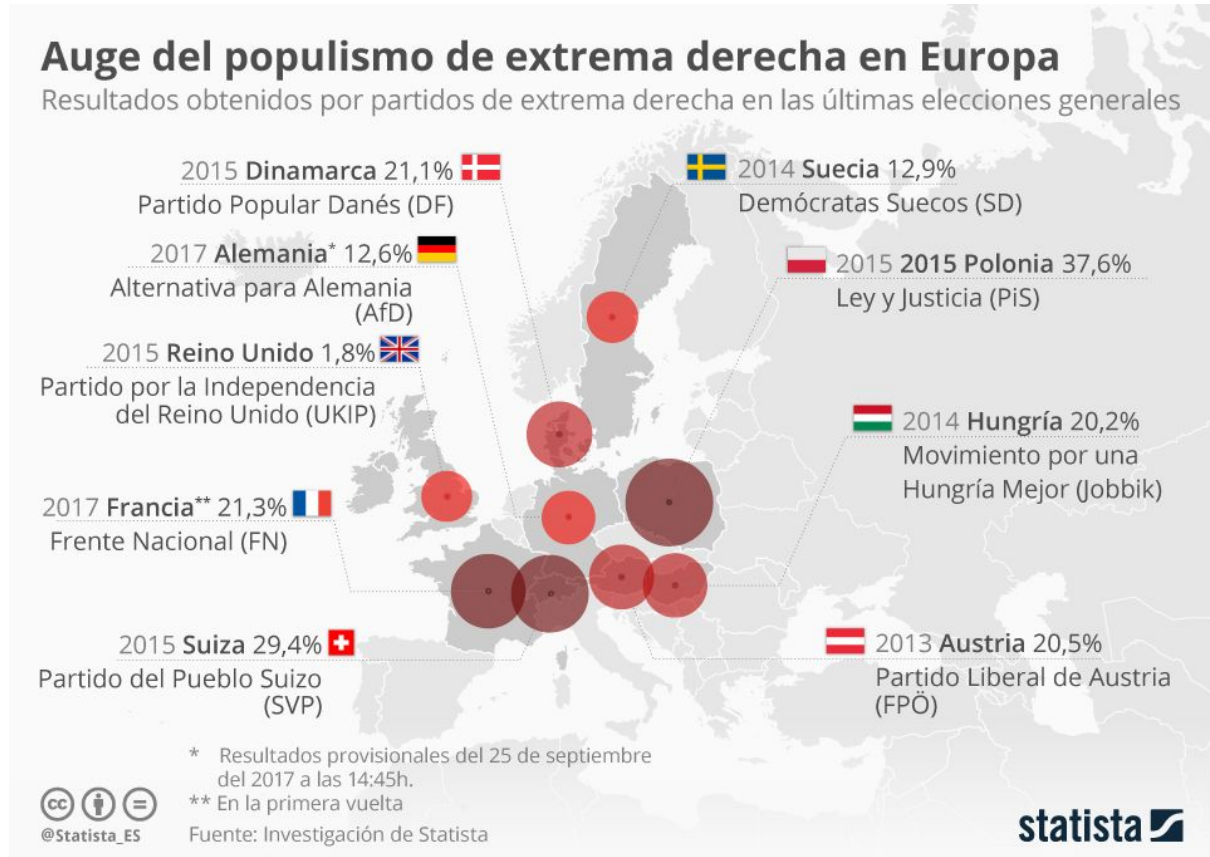 Auge del populismo de extrema derecha en Europa
Resultados obtenidos por partidos de extrema derecha en las últimas elecciones generales
2015 Dinamarca 21,1%
Partido Popular Danés (DF)
2017 Alemania* 12,6%
Alternativa para Alemania
(AfD)
2015 Reino Unido 1,8%
Partido por la Independencia
del Reino Unido (UKIP)
2017 Francia** 21,3%
Frente Nacional (FN)
2015 Suiza 29,4%
Partido del Pueblo Suizo
(SVP)
2014 Suecia 12,9%
Demócratas Suecos (SD)
2015 2015 Polonia 37,6%
Ley y Justicia (PiS)
2014 Hungría 20,2%
Movimiento por una
Hungría Mejor (Jobbik)
2013 Austria 20,5%
Partido Liberal de Austria
(FPÖ)
* Resultados provisionales del 25 de septiembre
del 2017 a las 14:45h.
** En la primera vuelta
Fuente: Investigación de Statista
cc
@Statista_ES
statista